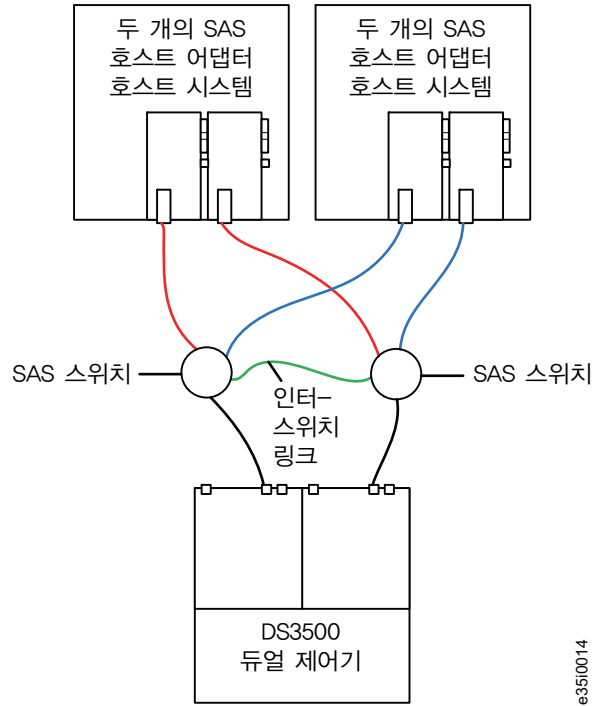 두 개의 SAS
호스트 어댑터
호스트 시스템
두 개의 SAS
호스트 어댑터
호스트 시스템
SAS 스위치
SAS 스위치
인터-
스위치
링크
DS3500
듀얼 제어기
e35i0014